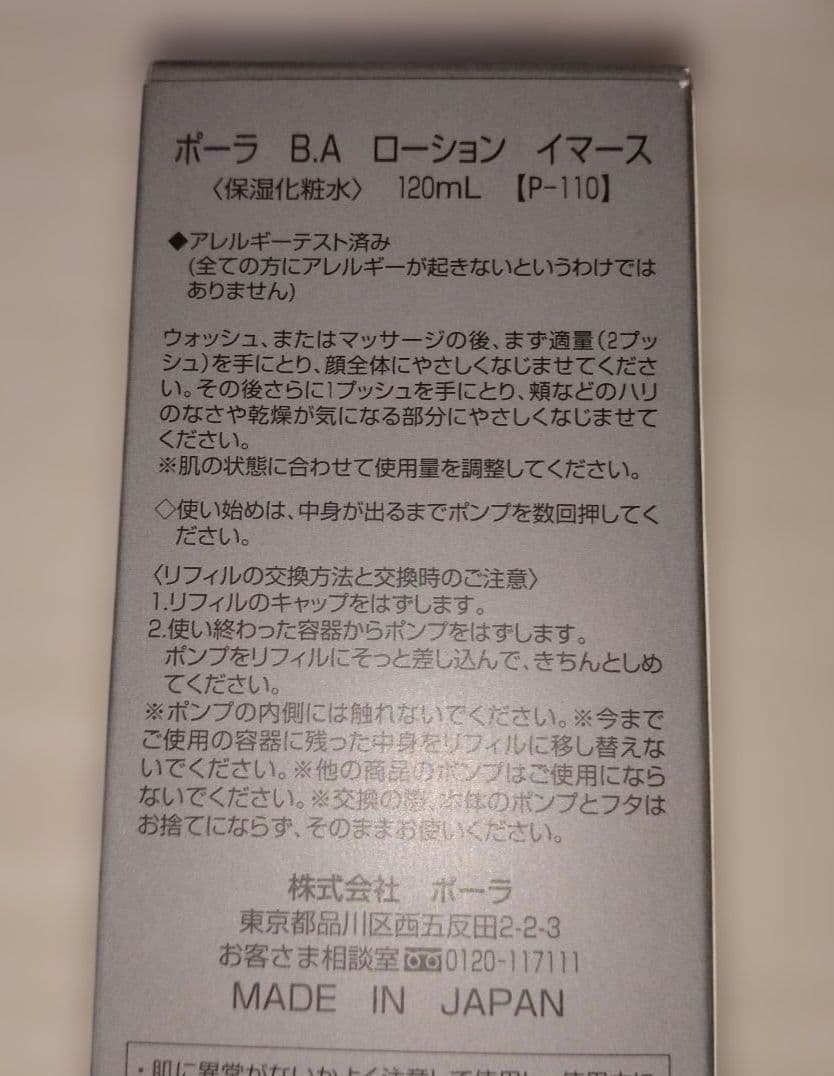 ポーラ B.A ローション イマース
〈保湿化粧水〉 120mL 【P-110】
◆アレルギーテスト済み
(全ての方にアレルギーが起きないというわけでは
ありません)
ウォッシュ、またはマッサージの後、まず適量(2プッ
シュ)を手にとり、顔全体にやさしくなじませてくださ
い。その後さらに1プッシュを手にとり、頬などのハリ
のなさや乾燥が気になる部分にやさしくなじませて
ください。
※肌の状態に合わせて使用量を調整してください。
◇使い始めは、中身が出るまでポンプを数回押してく
ださい。
〈リフィルの交換方法と交換時のご注意〉
1.リフィルのキャップをはずします。
2.使い終わった容器からポンプをはずします。
ポンプをリフィルにそっと差し込んで、きちんとしめ
てください。
※ポンプの内側には触れないでください。※今まで
ご使用の容器に残った中身をリフィルに移し替えな
いでください。※他の商品のポンプはご使用になら
ないでください。※交換の際、本体のポンプとフタは
お捨てにならず、そのままお使いください。
株式会社 ポーラ
東京都品川区西五反田2-2-3
お客さま相談室 0120-117111
MADE IN JAPAN
・肌に異常がないかよく注意して使用し、使用中に